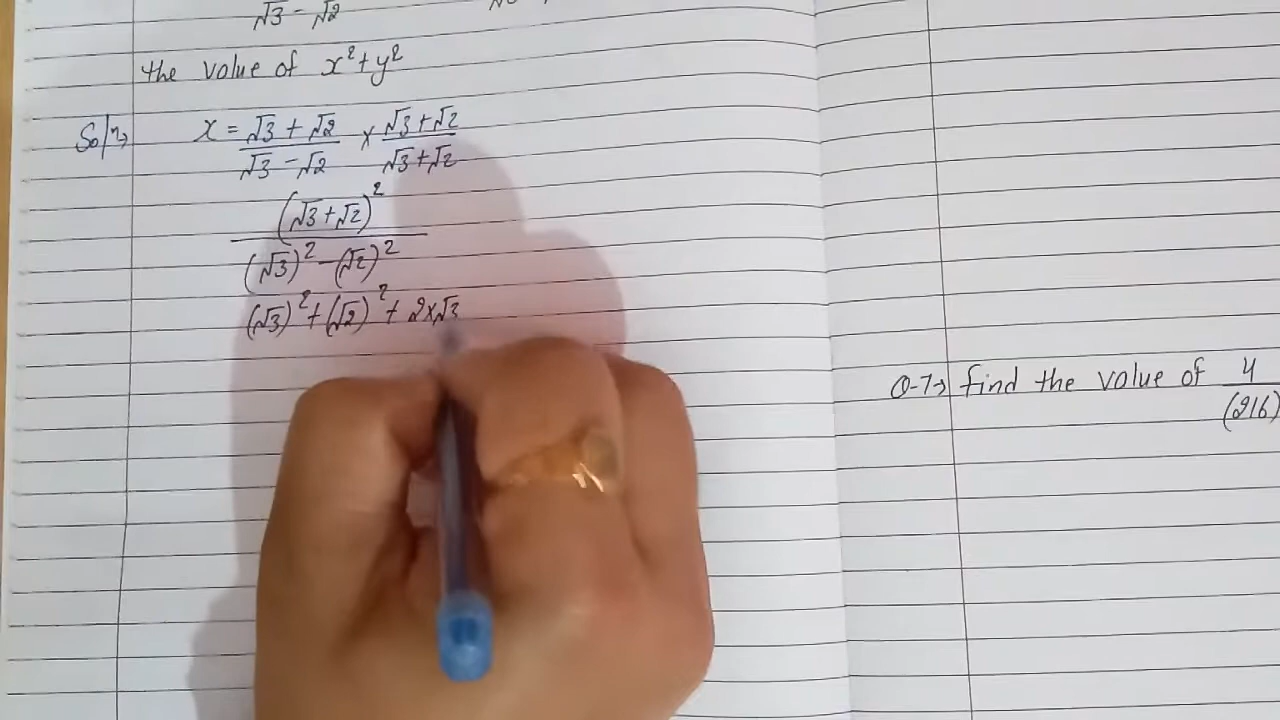 √3 - √2
the value of x²+y²
Sol^n→ x = √3 + √2 / √3 - √2 × √3+√2 / √3+√2
(√3+√2)² / (√3)² - (√2)²
(√3)² + (√2)² + 2×√3
Q-7→ find the value of 4 / (216)